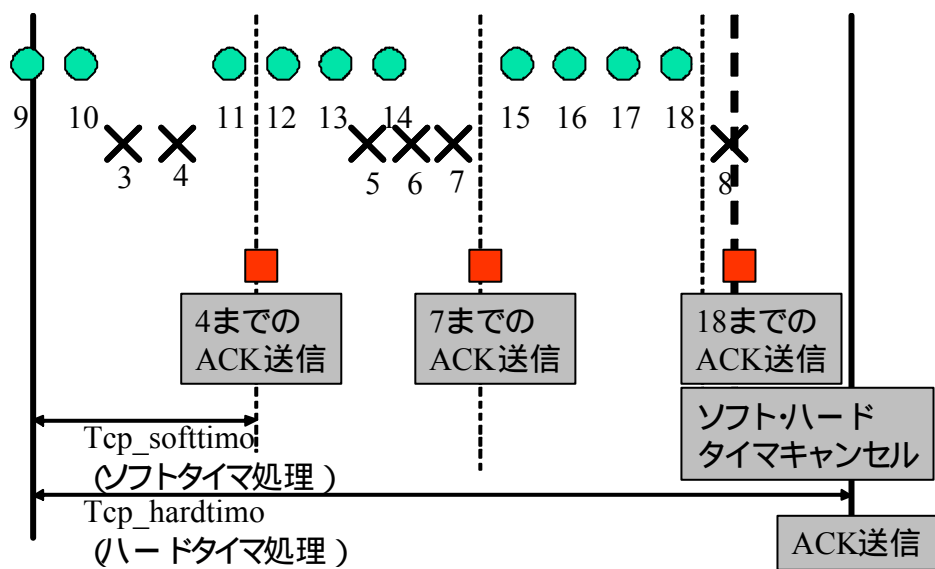 9 10 11 12 13 14 15 16 17 18
3 4 5 6 7 8
4までの
ACK送信
7までの
ACK送信
18までの
ACK送信
ソフト・ハード
タイマキャンセル
Tcp_softtimo
(ソフトタイマ処理)
Tcp_hardtimo
(ハードタイマ処理)
ACK送信